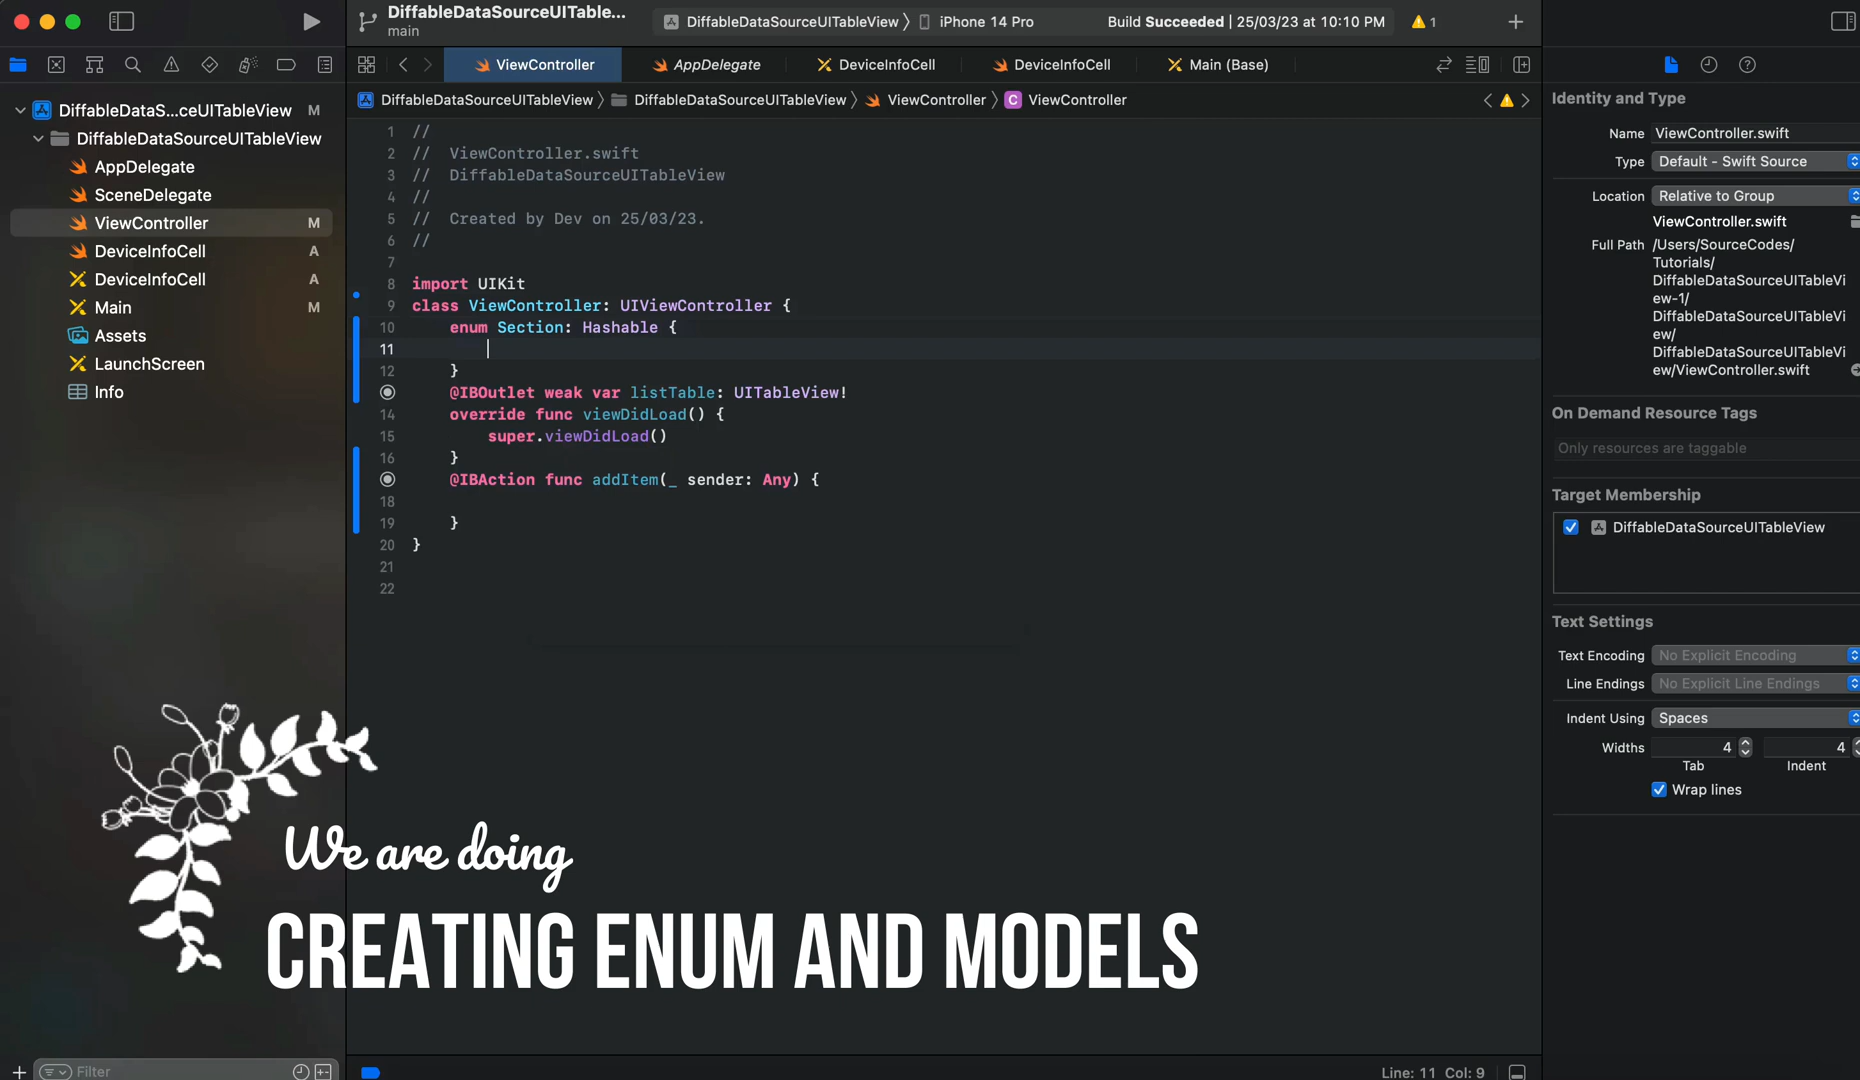 DiffableDataSourceUITable...
main
DiffableDataSourceUITableView
iPhone 14 Pro
Build Succeeded | 25/03/23 at 10:10 PM
1
ViewController
AppDelegate
DeviceInfoCell
DeviceInfoCell
Main (Base)
DiffableDataSourceUITableView
DiffableDataSourceUITableView
ViewController
C
ViewController
DiffableDataS...ceUITableView M
DiffableDataSourceUITableView
AppDelegate
SceneDelegate
ViewController M
DeviceInfoCell A
DeviceInfoCell A
Main M
Assets
LaunchScreen
Info
1 //
2 //  ViewController.swift
3 //  DiffableDataSourceUITableView
4 //
5 //  Created by Dev on 25/03/23.
6 //
7
8 import UIKit
9 class ViewController: UIViewController {
10     enum Section: Hashable {
11
12     }
@IBOutlet weak var listTable: UITableView!
14     override func viewDidLoad() {
15         super.viewDidLoad()
16     }
@IBAction func addItem(_ sender: Any) {
18
19     }
20 }
21
22
Identity and Type
Name ViewController.swift
Type Default - Swift Source
Location Relative to Group
ViewController.swift
Full Path /Users/SourceCodes/
Tutorials/
DiffableDataSourceUITableVi
ew-1/
DiffableDataSourceUITableVi
ew/
DiffableDataSourceUITableVi
ew/ViewController.swift
On Demand Resource Tags
Only resources are taggable
Target Membership
DiffableDataSourceUITableView
Text Settings
Text Encoding No Explicit Encoding
Line Endings No Explicit Line Endings
Indent Using Spaces
Widths 4 4
Tab Indent
Wrap lines
We are doing
CREATING ENUM AND MODELS
Filter
Line: 11 Col: 9